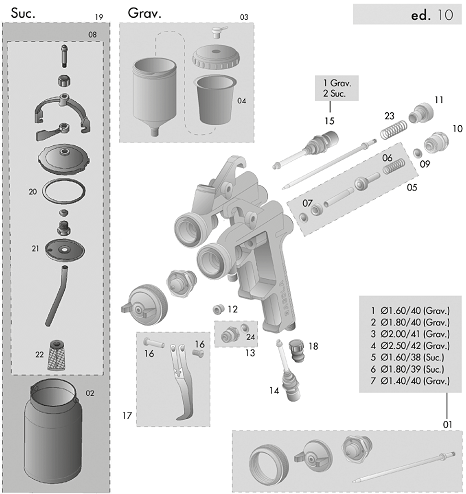 Suc.
19
08
20
21
22
02
Grav.
03
04
ed. 10
1 Grav.
2 Suc.
15
11
23
10
09
06
05
07
12
24
13
16
16
17
18
14
1 Ø1.60/40 (Grav.)
2 Ø1.80/40 (Grav.)
3 Ø2.00/41 (Grav.)
4 Ø2.50/42 (Grav.)
5 Ø1.60/38 (Suc.)
6 Ø1.80/39 (Suc.)
7 Ø1.40/40 (Grav.)
01